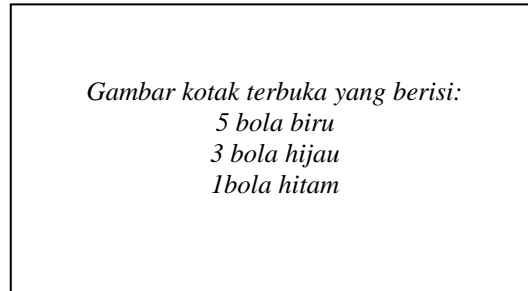 Gambar kotak terbuka yang berisi:
5 bola biru
3 bola hijau
1bola hitam